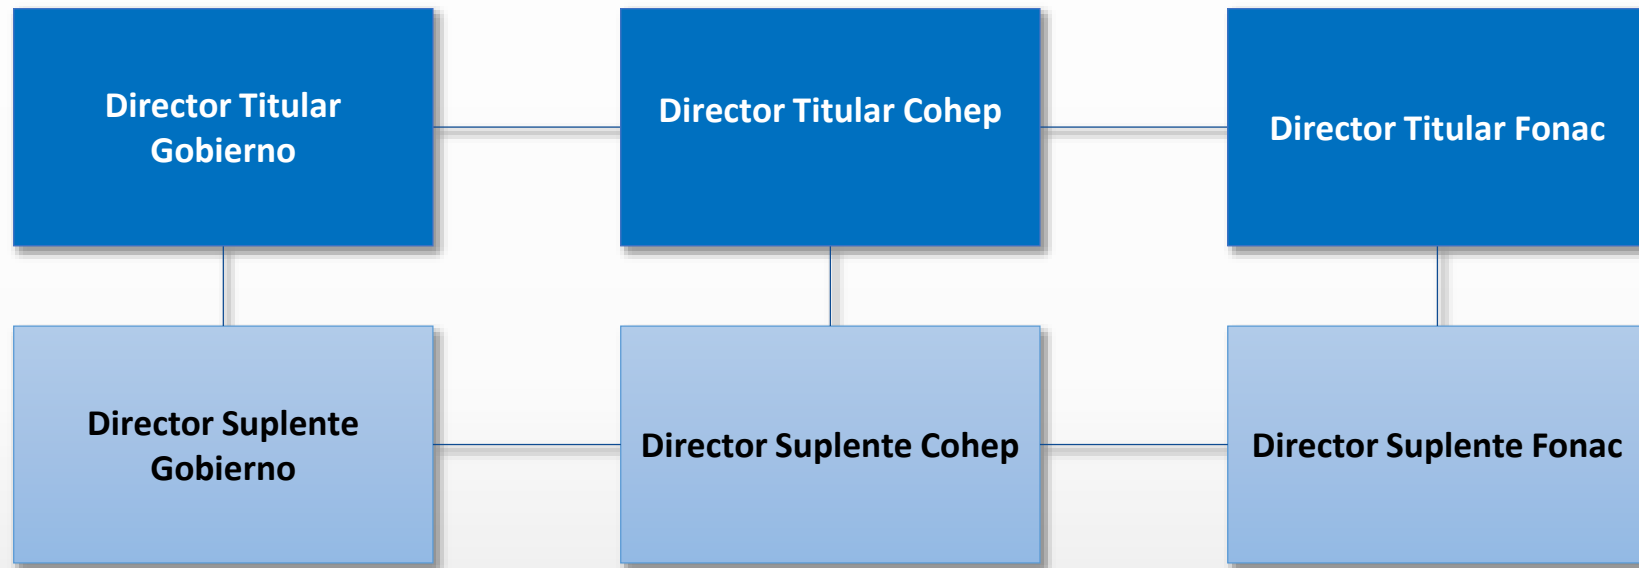 Director Titular
Gobierno
Director Titular Cohep
Director Titular Fonac
Director Suplente
Gobierno
Director Suplente Cohep
Director Suplente Fonac